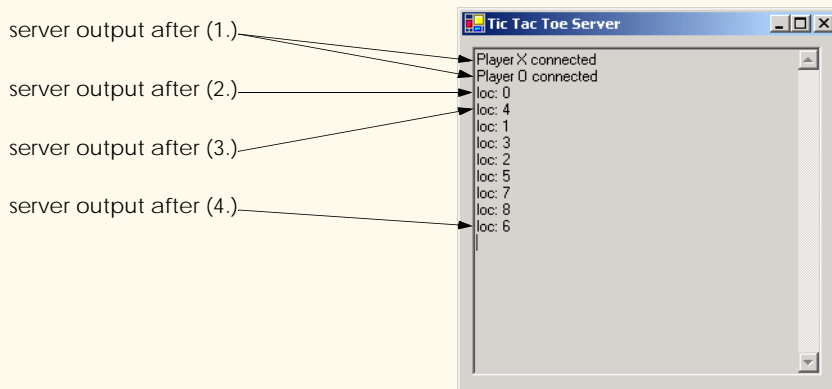 server output after (1.)
server output after (2.)
server output after (3.)
server output after (4.)
Tic Tac Toe Server
Player X connected
Player O connected
loc: 0
loc: 4
loc: 1
loc: 3
loc: 2
loc: 5
loc: 7
loc: 8
loc: 6